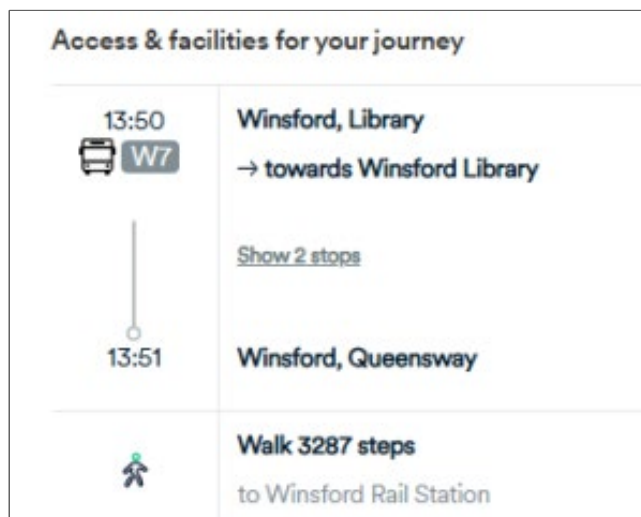 Access & facilities for your journey
13:50
Winsford, Library
W7
→ towards Winsford Library
Show 2 stops
13:51
Winsford, Queensway
Walk 3287 steps
to Winsford Rail Station